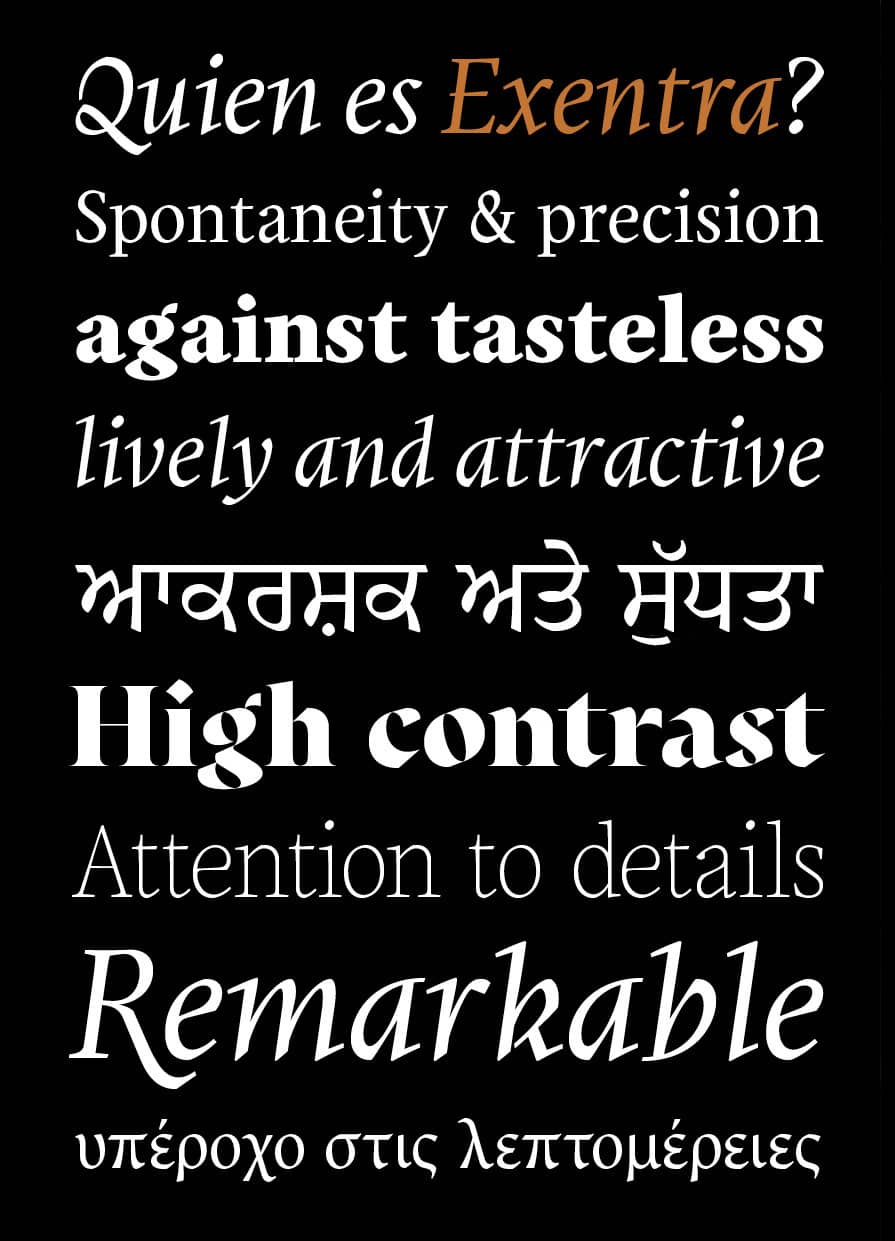 Quien es Exentra?
Spontaneity & precision
against tasteless
lively and attractive
ਆਕਰਸ਼ਕ ਅਤੇ ਸੁੱਧਤਾ
High contrast
Attention to details
Remarkable
υπέροχο στις λεπτομέρειες